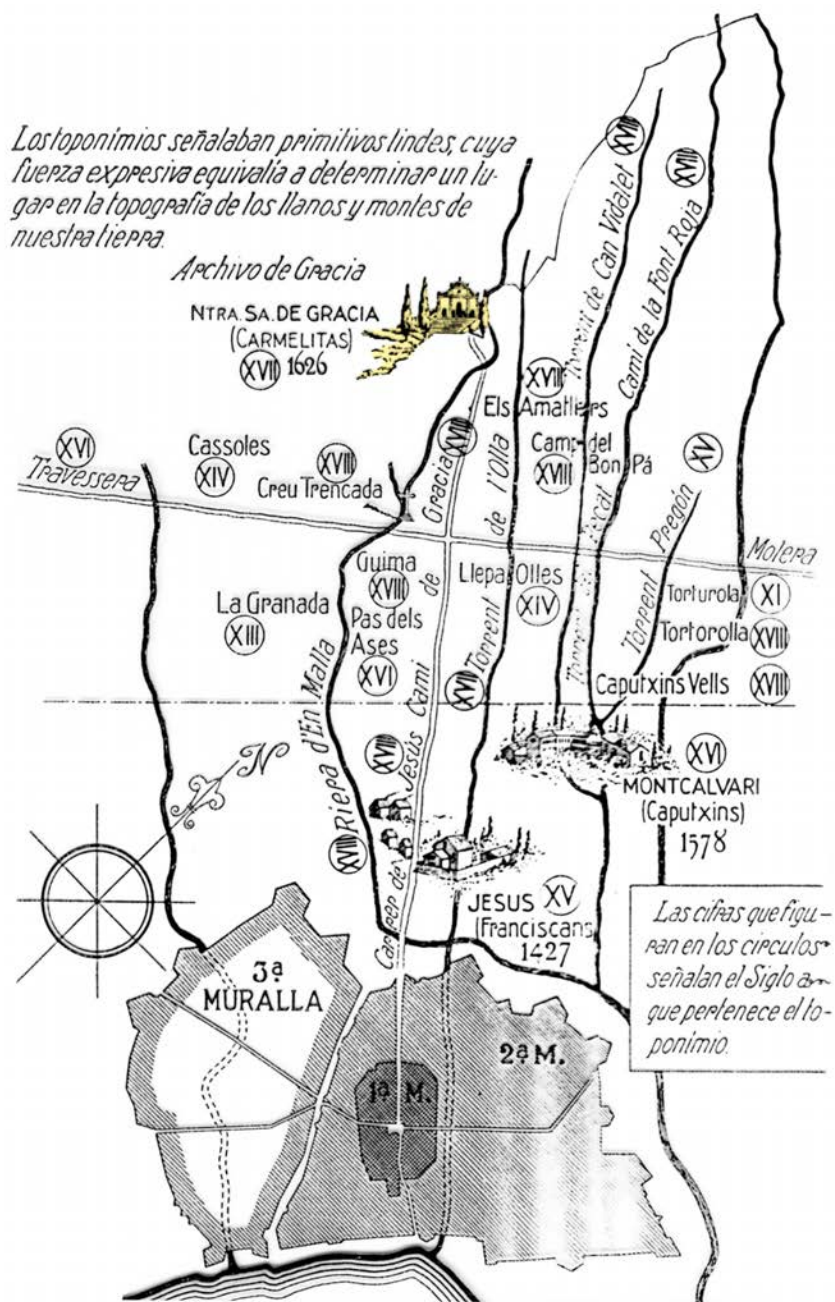 Los toponimios señalaban primitivos lindes, cuya
fuerza expresiva equivalía a determinar un lu-
gar en la topografía de los llanos y montes de
nuestra tierra.
Archivo de Gracia
NTRA. SA. DE GRACIA
(CARMELITAS)
XVII 1626
XVII
Torrent de Can Vidalet
XVIII
Camí de la Font Roja
XVIII
Els Amatllers
XVI
Travessera
Cassoles
XIV
XVIII
Creu Trencada
XVII
Camí de Gracia
Torrent de l'Olla
XVII
Camp del
Bon Pá
XVIII
XV
Torrent Pregón
Molera
Guima
XVIII
Llepa Olles
XIV
Torturola XI
Tortorolla XVIII
Caputxins Vells XVIII
La Granada
XIII
Pas dels
Ases
XVI
Riera d'En Malla
XVIII
XVII
Carrer de Jesús
N
XVI
MONTCALVARI
(Caputxins)
1578
JESUS XV
(Franciscans)
1427
Las cifras que figu-
ran en los circulos
señalan el Siglo a
que pertenece el to-
ponímio.
3ª
MURALLA
2ª M.
1ª M.